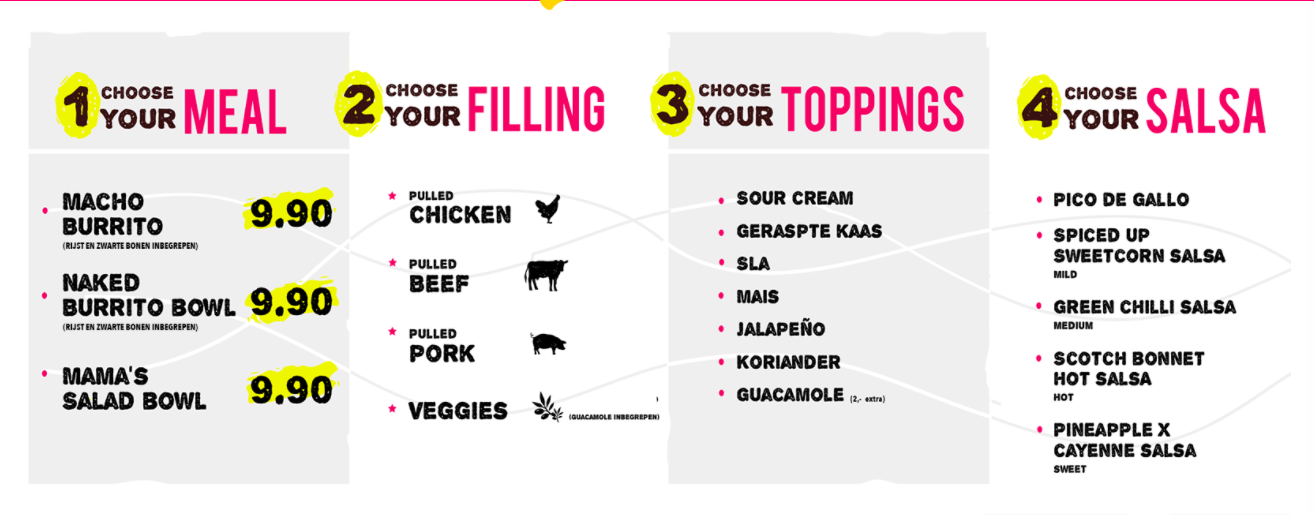 1 CHOOSE
YOUR MEAL
MACHO
BURRITO
9.90
(RIJST EN ZWARTE BONEN INBEGREPEN)
NAKED
BURRITO BOWL
9.90
(RIJST EN ZWARTE BONEN INBEGREPEN)
MAMA'S
SALAD BOWL
9.90
2 CHOOSE
YOUR FILLING
PULLED
CHICKEN
PULLED
BEEF
PULLED
PORK
VEGGIES
(GUACAMOLE INBEGREPEN)
3 CHOOSE
YOUR TOPPINGS
SOUR CREAM
GERASPTE KAAS
SLA
MAIS
JALAPEÑO
KORIANDER
GUACAMOLE (2,- extra)
4 CHOOSE
YOUR SALSA
PICO DE GALLO
SPICED UP
SWEETCORN SALSA
MILD
GREEN CHILLI SALSA
MEDIUM
SCOTCH BONNET
HOT SALSA
HOT
PINEAPPLE X
CAYENNE SALSA
SWEET